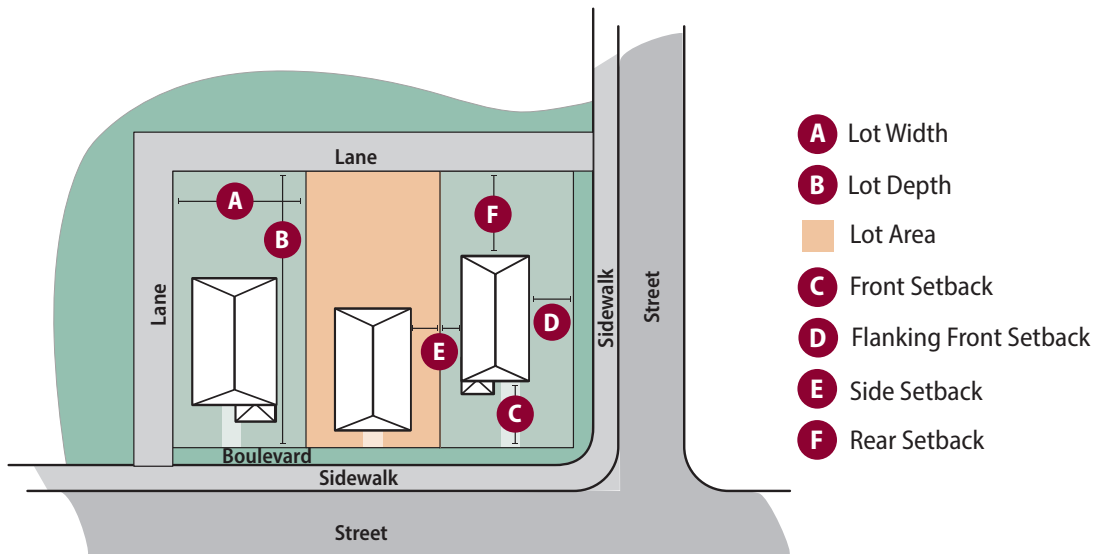 Lane
A
B
F
Lane
D
E
C
Sidewalk
Street
Boulevard
Sidewalk
Street
A Lot Width
B Lot Depth
Lot Area
C Front Setback
D Flanking Front Setback
E Side Setback
F Rear Setback